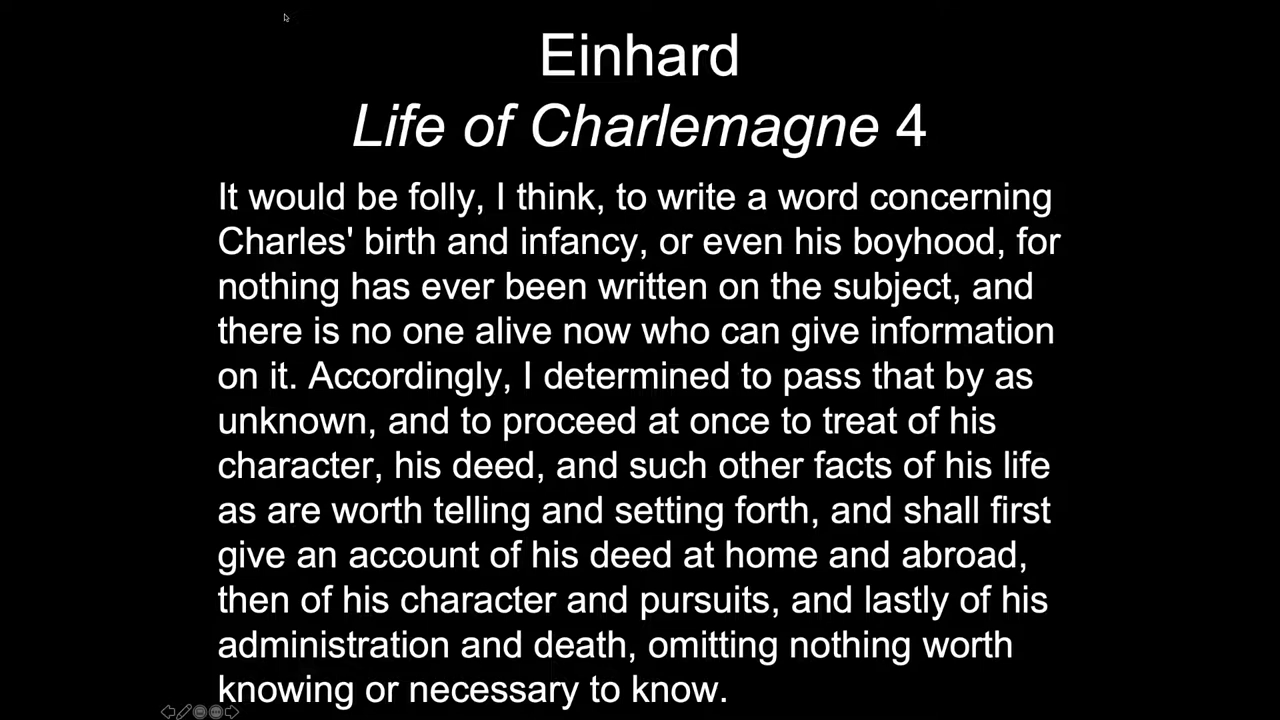 Einhard
Life of Charlemagne 4
It would be folly, I think, to write a word concerning
Charles' birth and infancy, or even his boyhood, for
nothing has ever been written on the subject, and
there is no one alive now who can give information
on it. Accordingly, I determined to pass that by as
unknown, and to proceed at once to treat of his
character, his deed, and such other facts of his life
as are worth telling and setting forth, and shall first
give an account of his deed at home and abroad,
then of his character and pursuits, and lastly of his
administration and death, omitting nothing worth
knowing or necessary to know.